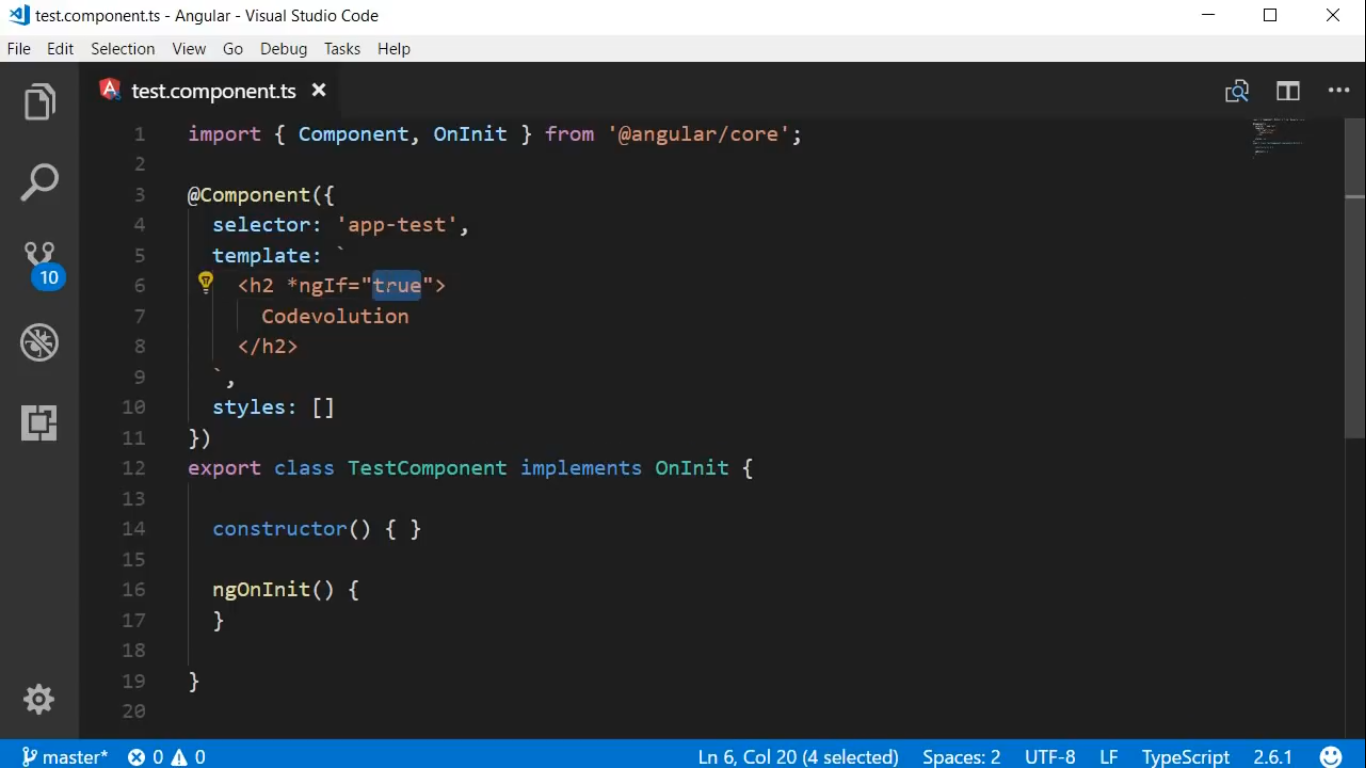 test.component.ts - Angular - Visual Studio Code
File Edit Selection View Go Debug Tasks Help
test.component.ts
1 import { Component, OnInit } from '@angular/core';
2
3 @Component({
4 selector: 'app-test',
5 template: `
6 <h2 *ngIf="true">
7 Codevolution
8 </h2>
9 `,
10 styles: []
11 })
12 export class TestComponent implements OnInit {
13
14 constructor() { }
15
16 ngOnInit() {
17 }
18
19 }
20
10
master* 0 0 Ln 6, Col 20 (4 selected) Spaces: 2 UTF-8 LF TypeScript 2.6.1